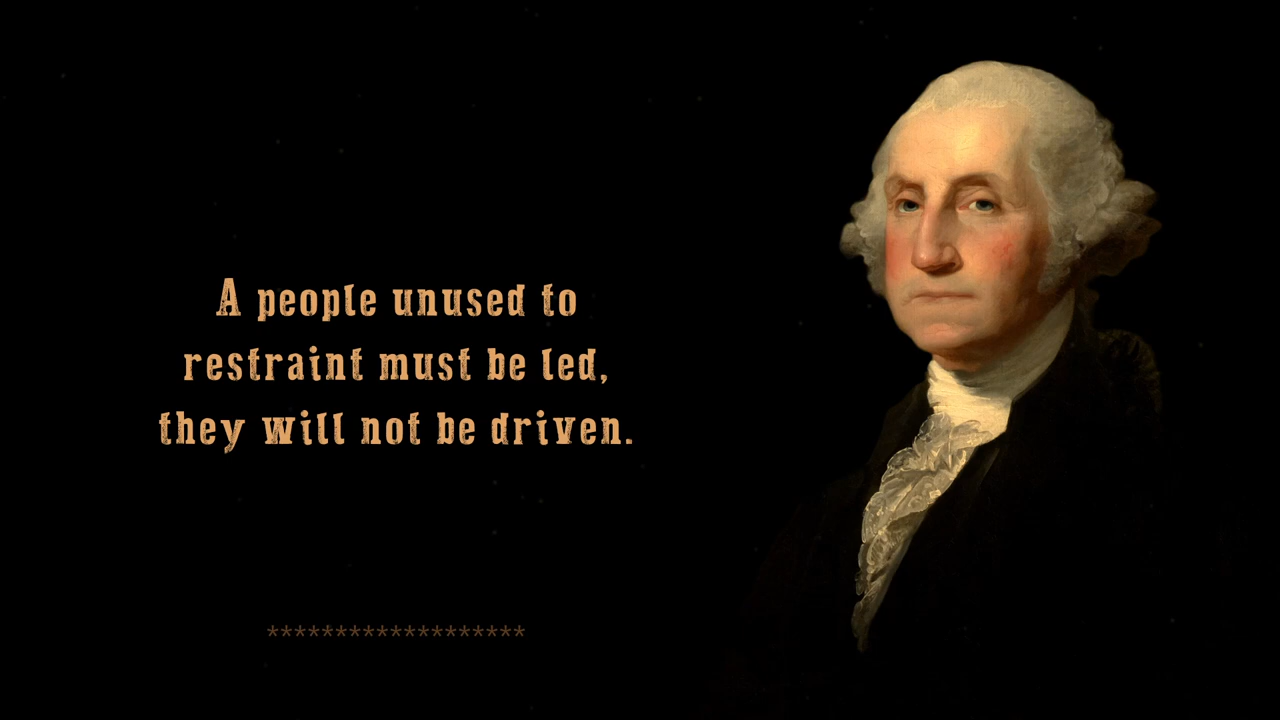 A people unused to
restraint must be led,
they will not be driven.
*******************